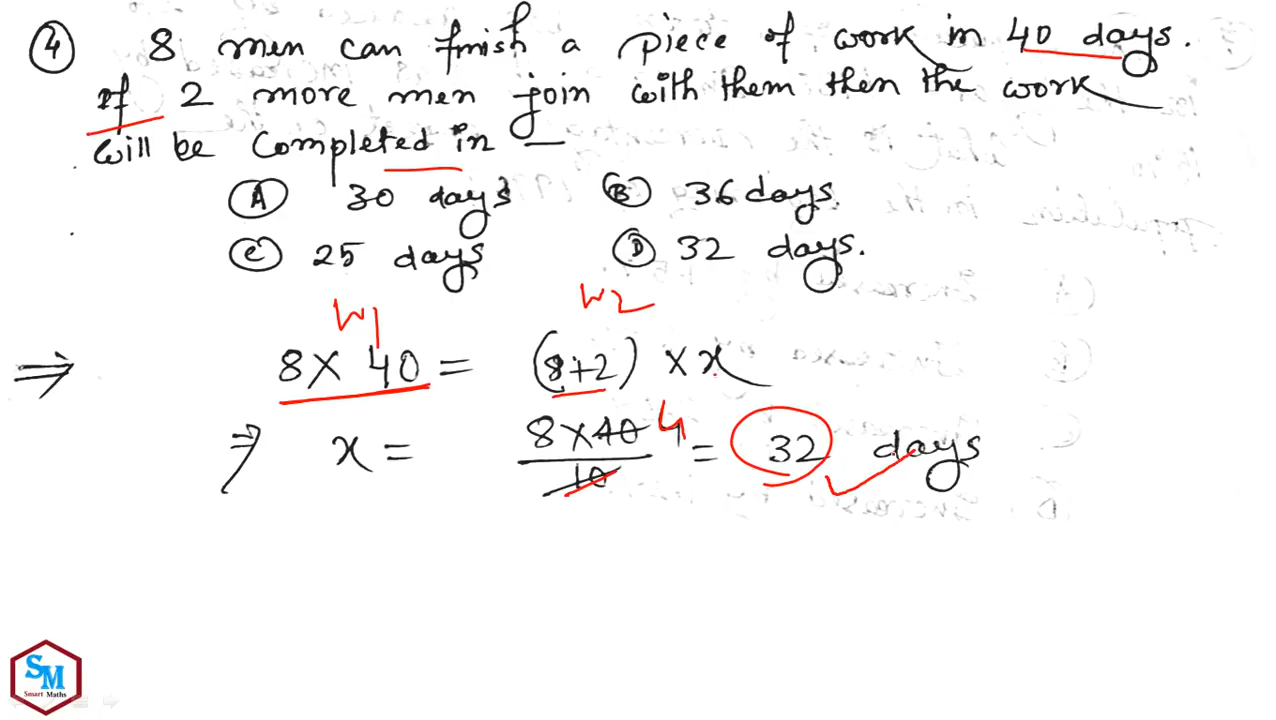 ④ 8 men can finish a piece of work in 40 days.
If 2 more men join with them then the work
will be completed in —
Ⓐ 30 days Ⓑ 36 days.
Ⓒ 25 days Ⓓ 32 days.
W1 W2
⇒ 8 × 40 = (8+2) × x
⇒ x = 8 × 40 4 / 10 = 32 days
SM
Smart Maths